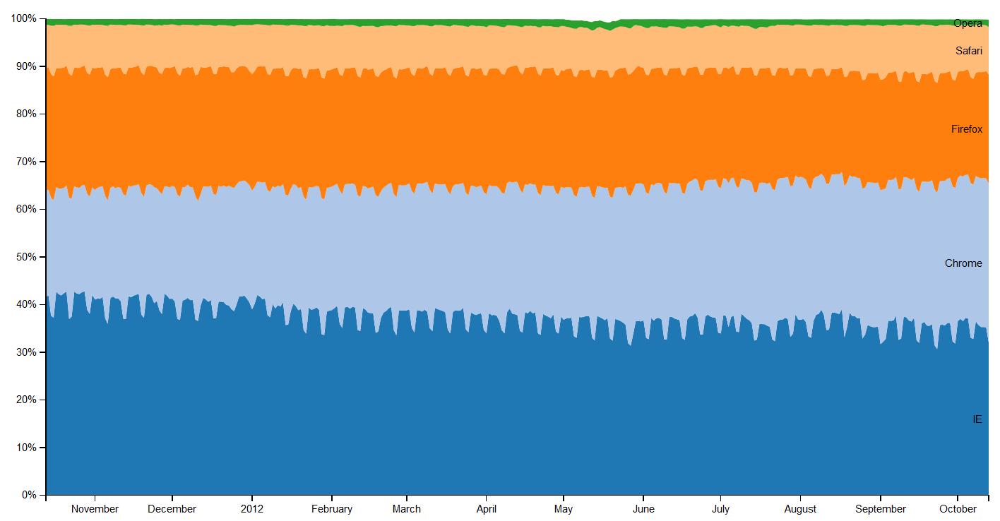 100%
90%
80%
70%
60%
50%
40%
30%
20%
10%
0%
Opera
Safari
Firefox
Chrome
IE
November December 2012 February March April May June July August September October